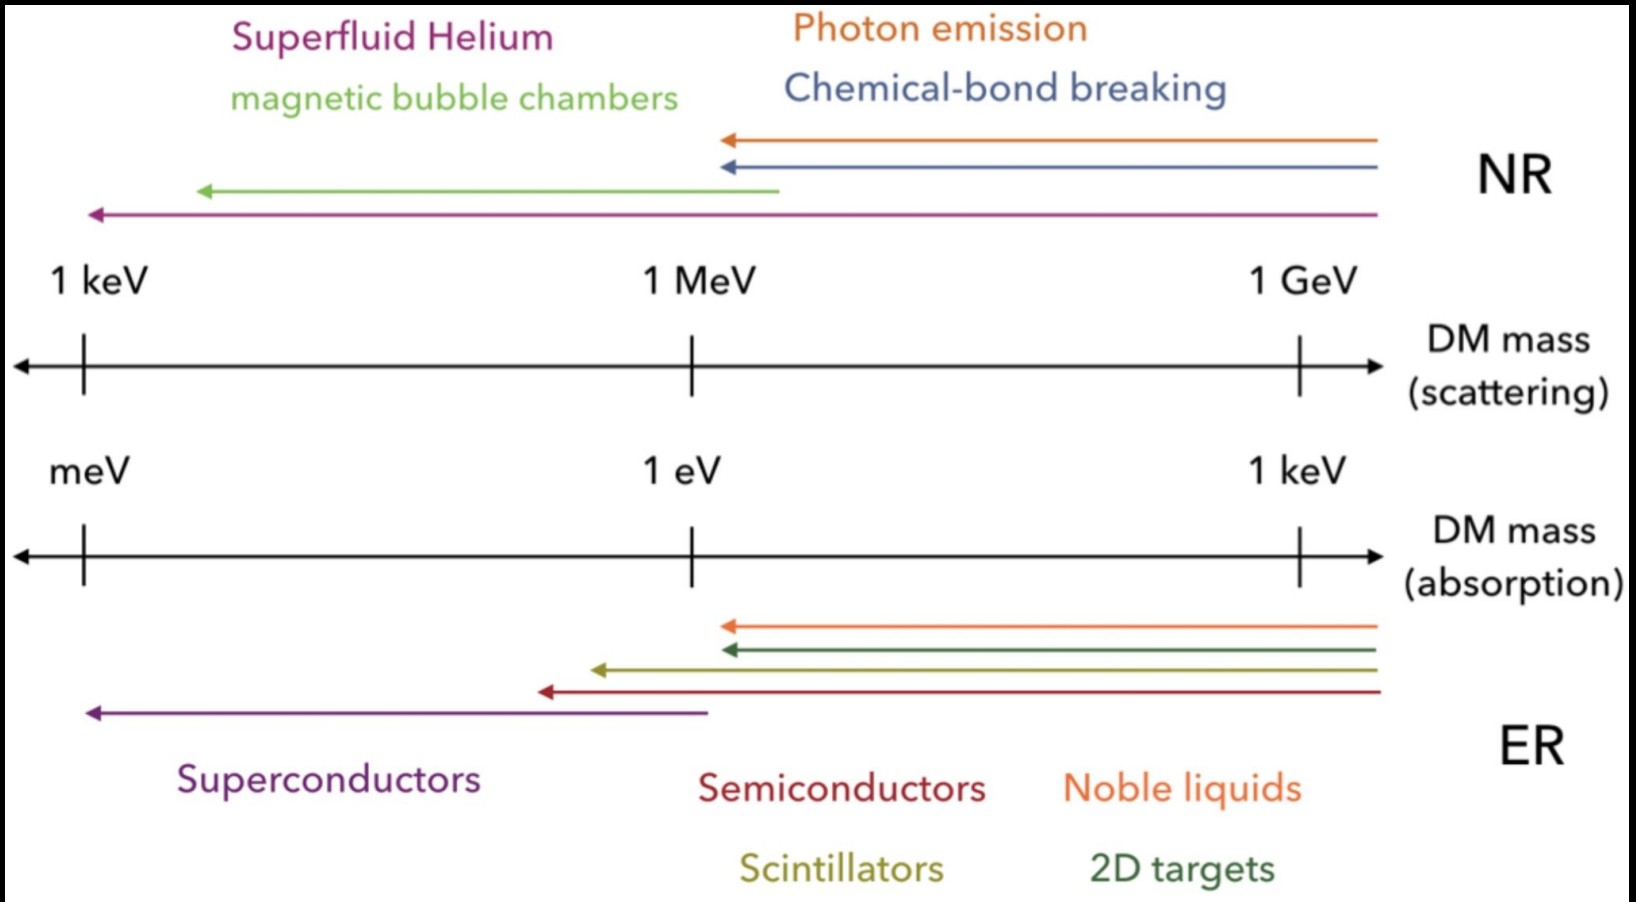 Superfluid Helium
magnetic bubble chambers
Photon emission
Chemical-bond breaking
NR
1 keV
1 MeV
1 GeV
DM mass
(scattering)
meV
1 eV
1 keV
DM mass
(absorption)
ER
Superconductors
Semiconductors
Noble liquids
Scintillators
2D targets